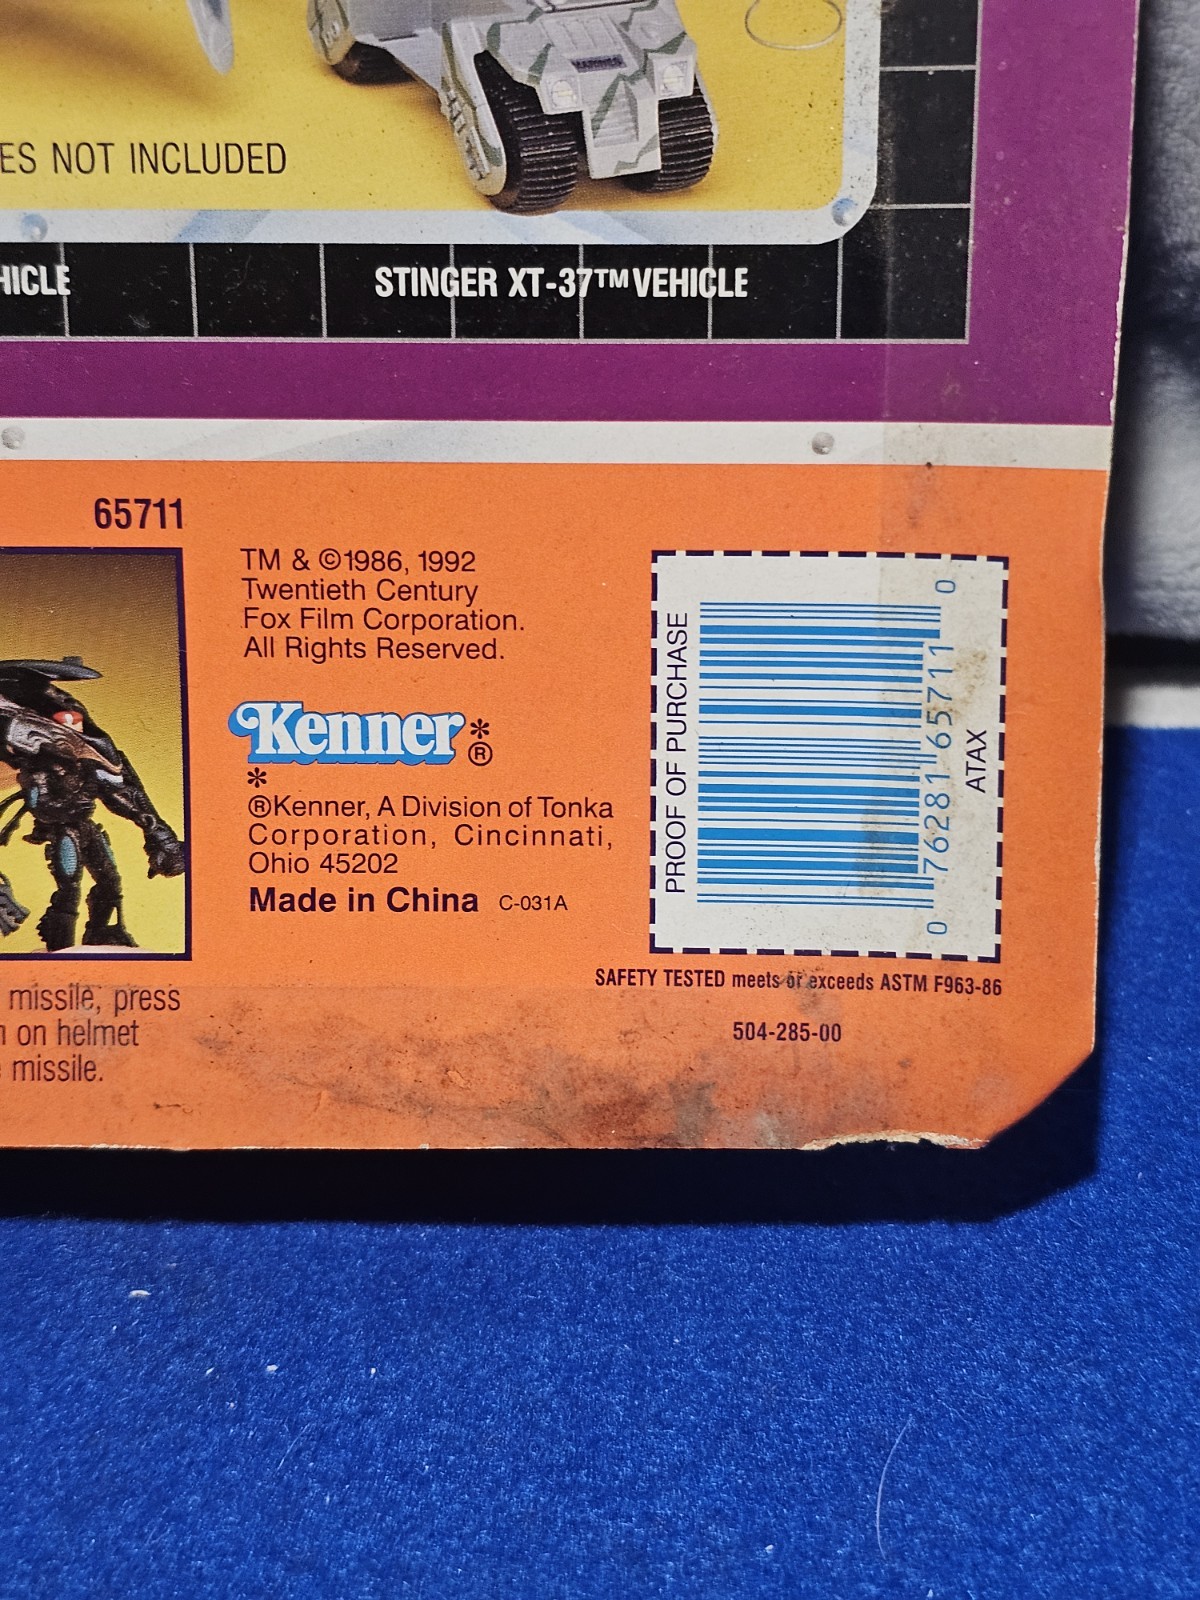 ES NOT INCLUDED
HICLE
STINGER XT-37™ VEHICLE
65711
TM & ©1986, 1992
Twentieth Century
Fox Film Corporation.
All Rights Reserved.
Kenner*®
*
®Kenner, A Division of Tonka
Corporation, Cincinnati,
Ohio 45202
Made in China C-031A
missile, press
n on helmet
missile.
PROOF OF PURCHASE
0 76281 65711 0
ATAX
SAFETY TESTED meets or exceeds ASTM F963-86
504-285-00